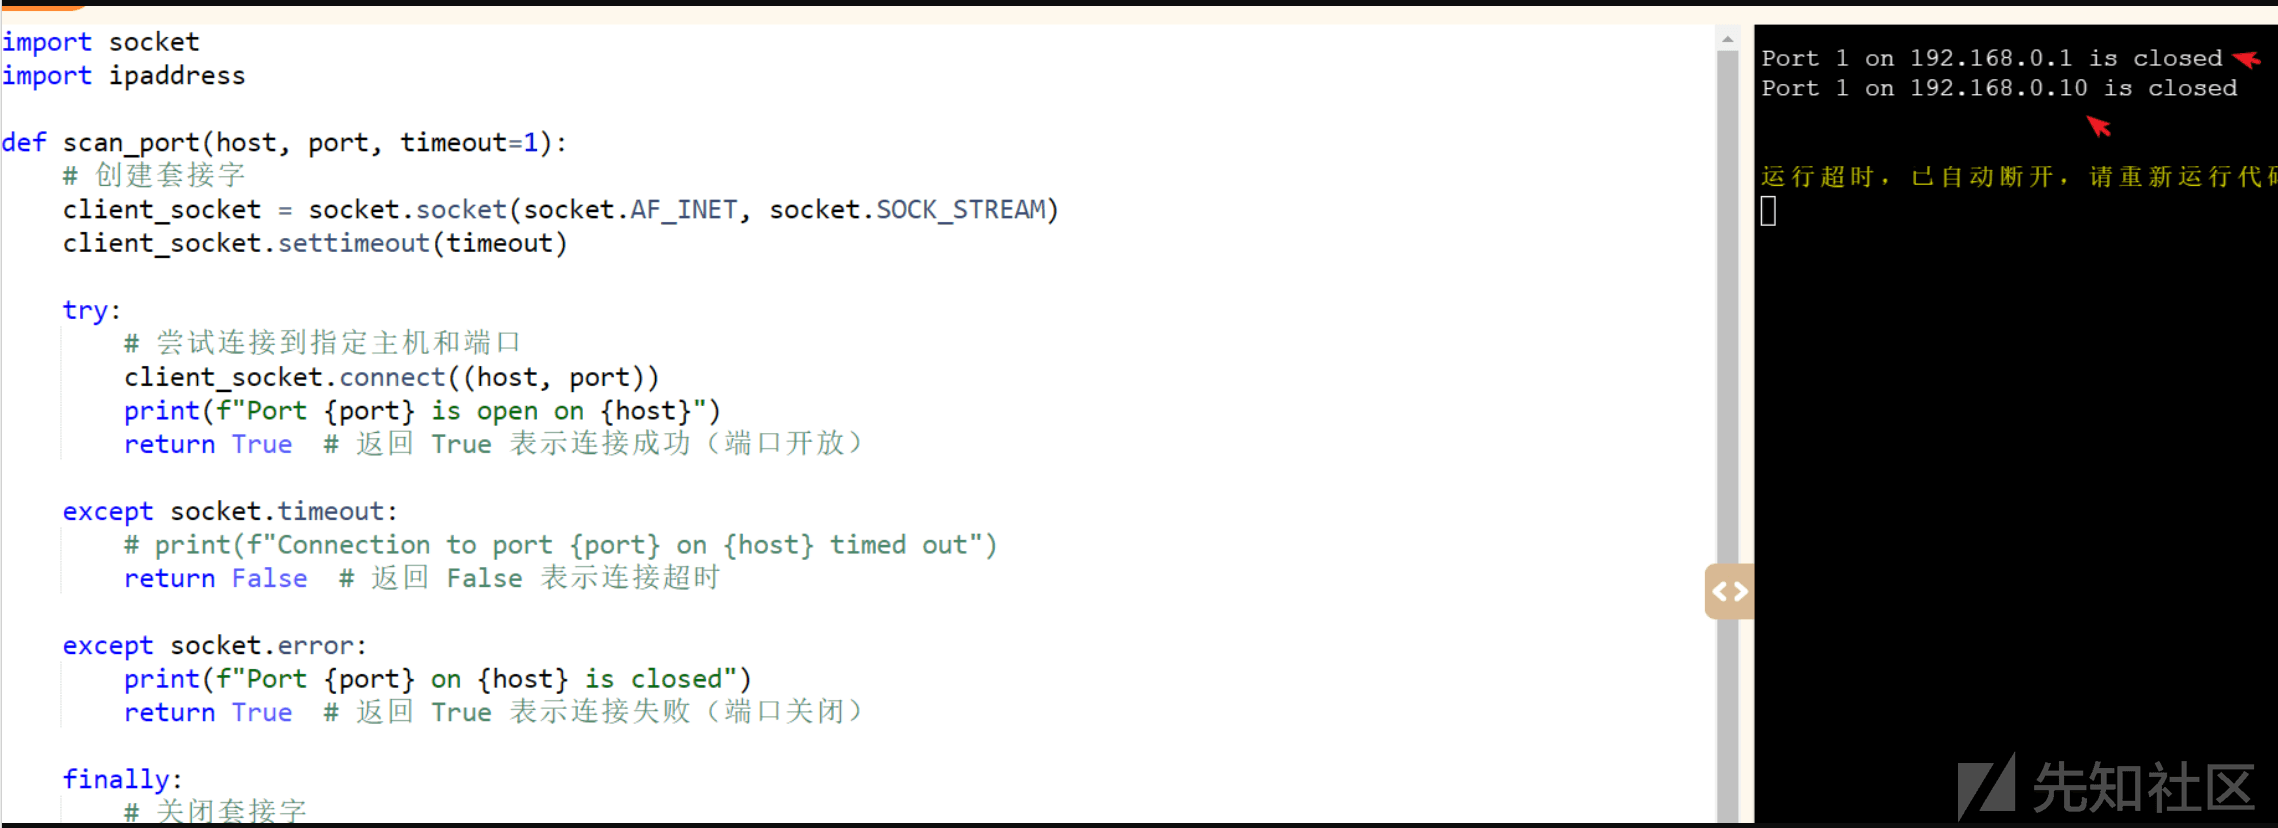 import socket
import ipaddress
def scan_port(host, port, timeout=1):
# 创建套接字
client_socket = socket.socket(socket.AF_INET, socket.SOCK_STREAM)
client_socket.settimeout(timeout)
try:
# 尝试连接到指定主机和端口
client_socket.connect((host, port))
print(f"Port {port} is open on {host}")
return True  # 返回 True 表示连接成功（端口开放）
except socket.timeout:
# print(f"Connection to port {port} on {host} timed out")
return False  # 返回 False 表示连接超时
except socket.error:
print(f"Port {port} on {host} is closed")
return True  # 返回 True 表示连接失败（端口关闭）
finally:
# 关闭套接字
Port 1 on 192.168.0.1 is closed
Port 1 on 192.168.0.10 is closed
运行超时，已自动断开，请重新运行代
先知社区